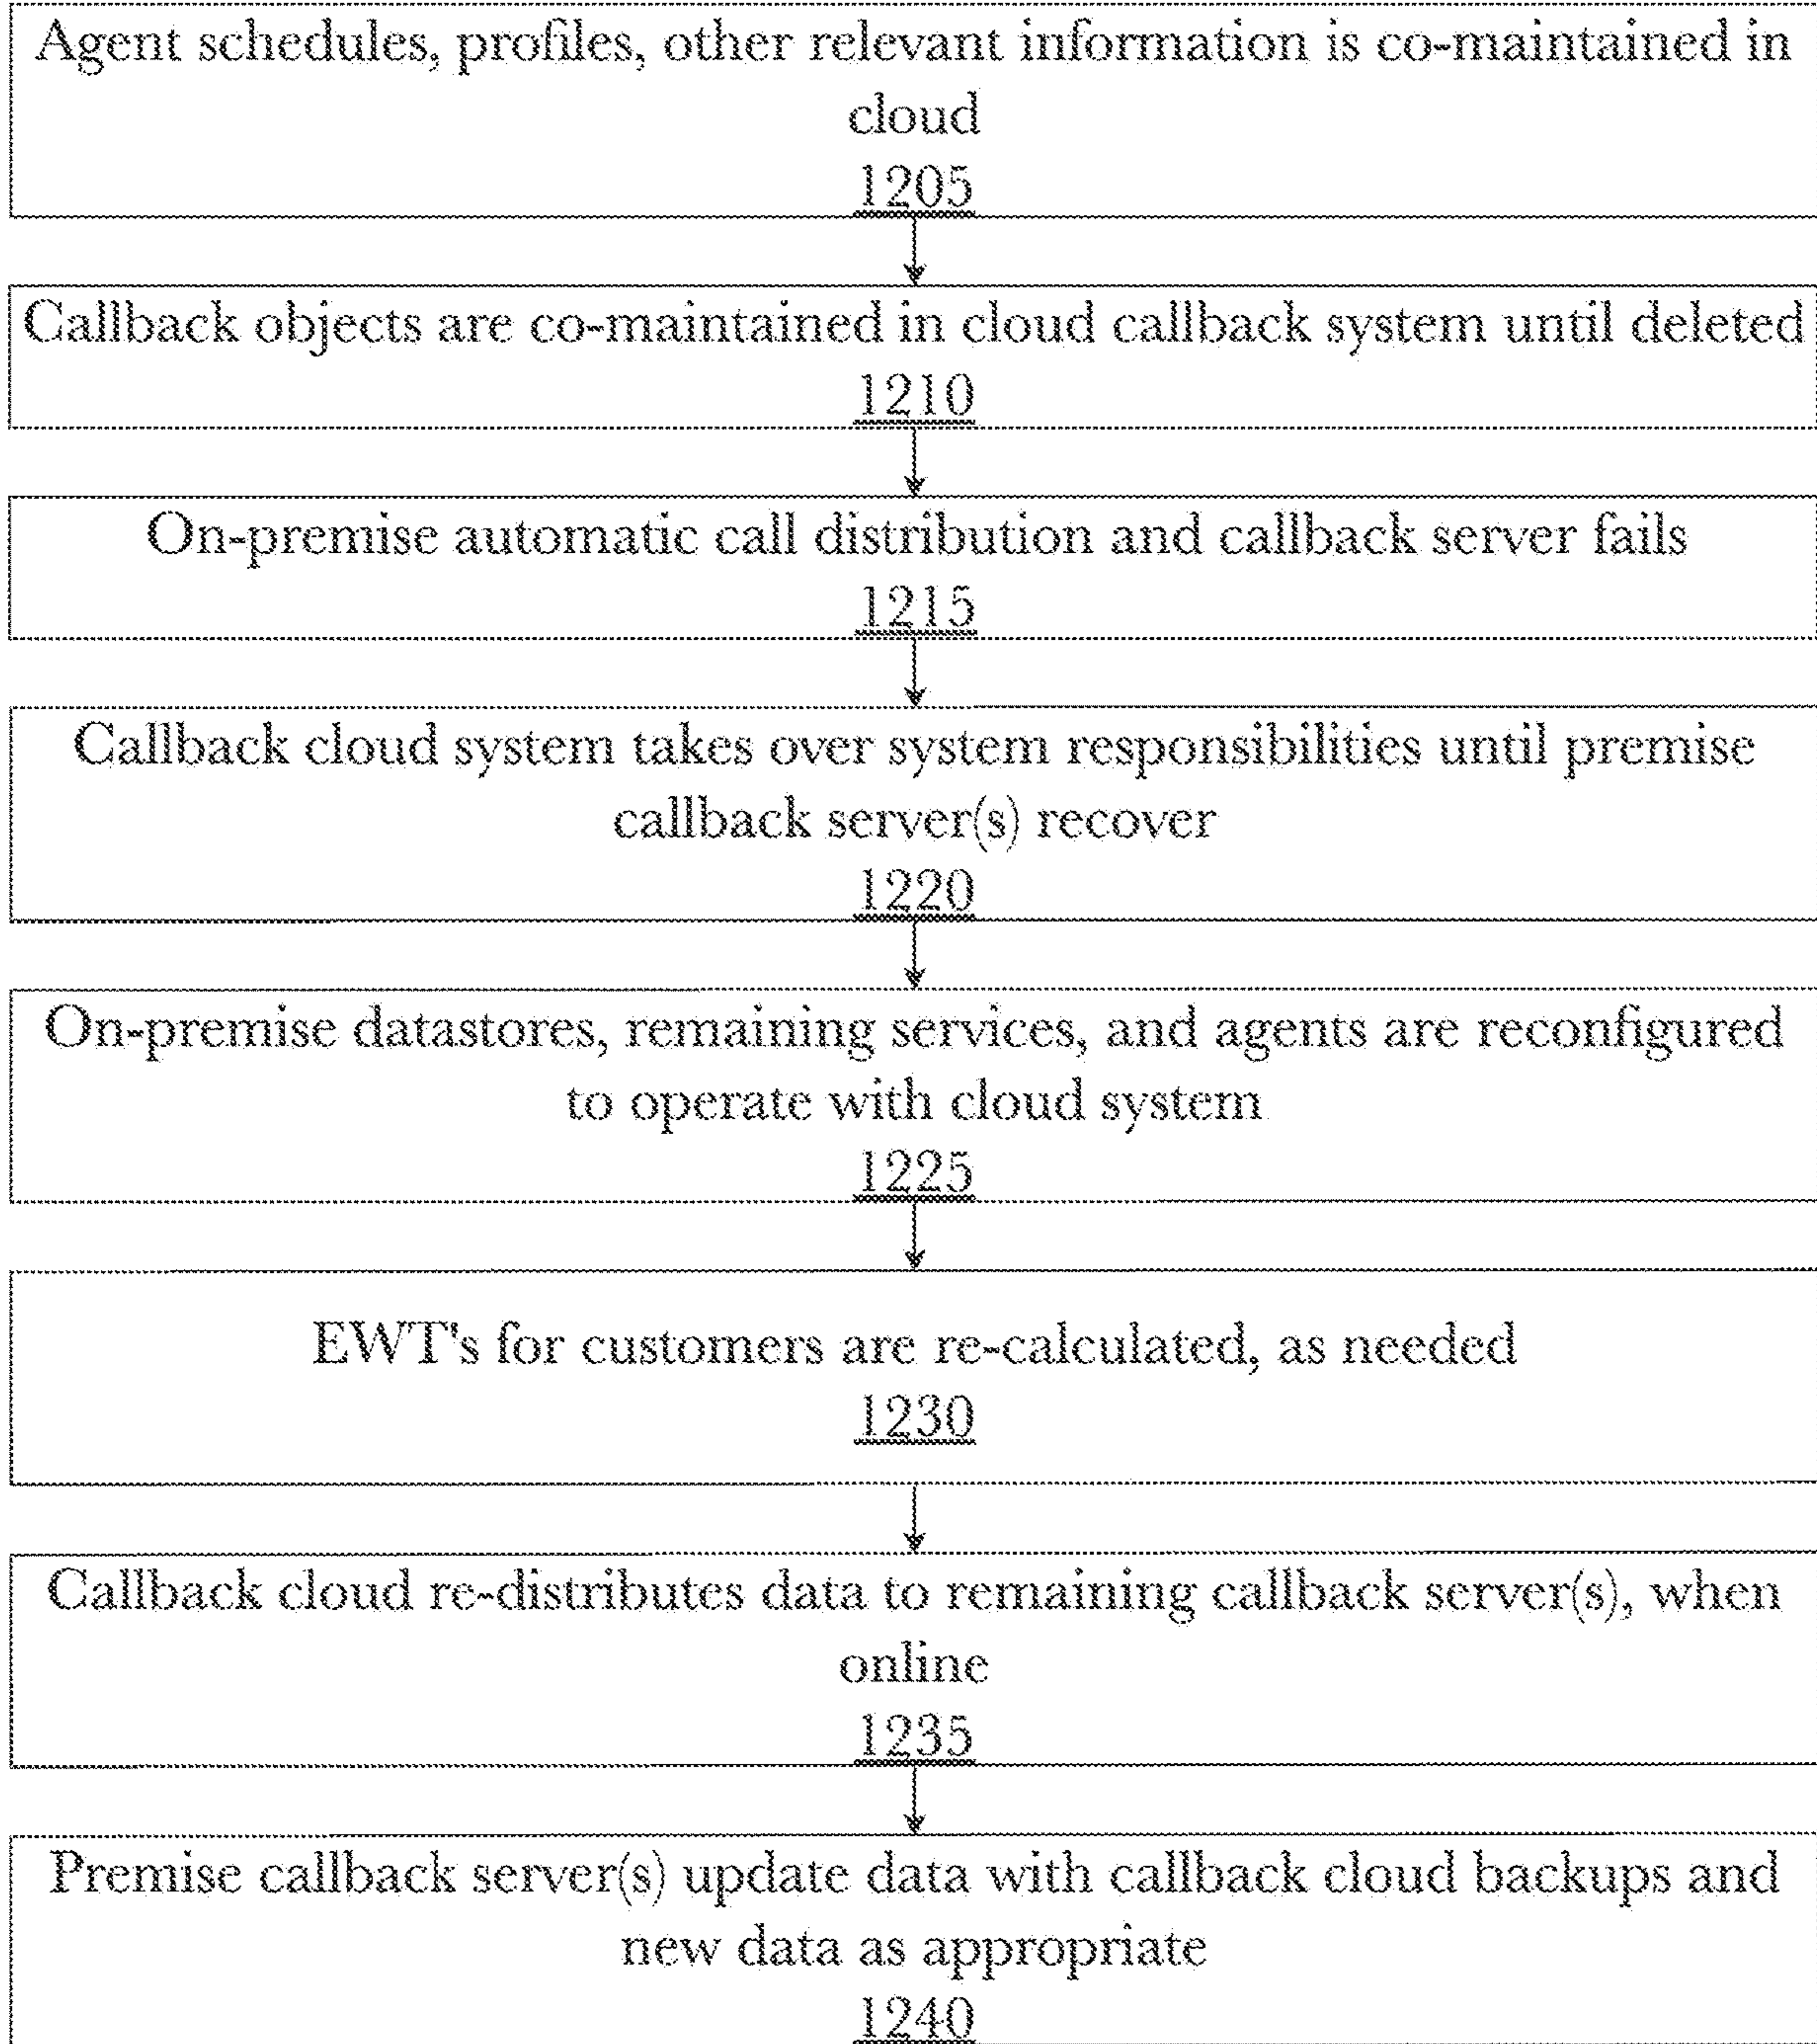 Agent schedules, profiles, other relevant information is co-maintained in
cloud
1205
Callback objects are co-maintained in cloud callback system until deleted
1210
On-premise automatic call distribution and callback server fails
1215
Callback cloud system takes over system responsibilities until premise
callback server(s) recover
1220
On-premise datastores, remaining services, and agents are reconfigured
to operate with cloud system
1225
EWT's for customers are re-calculated, as needed
1230
Callback cloud re-distributes data to remaining callback server(s), when
online
1235
Premise callback server(s) update data with callback cloud backups and
new data as appropriate
1240